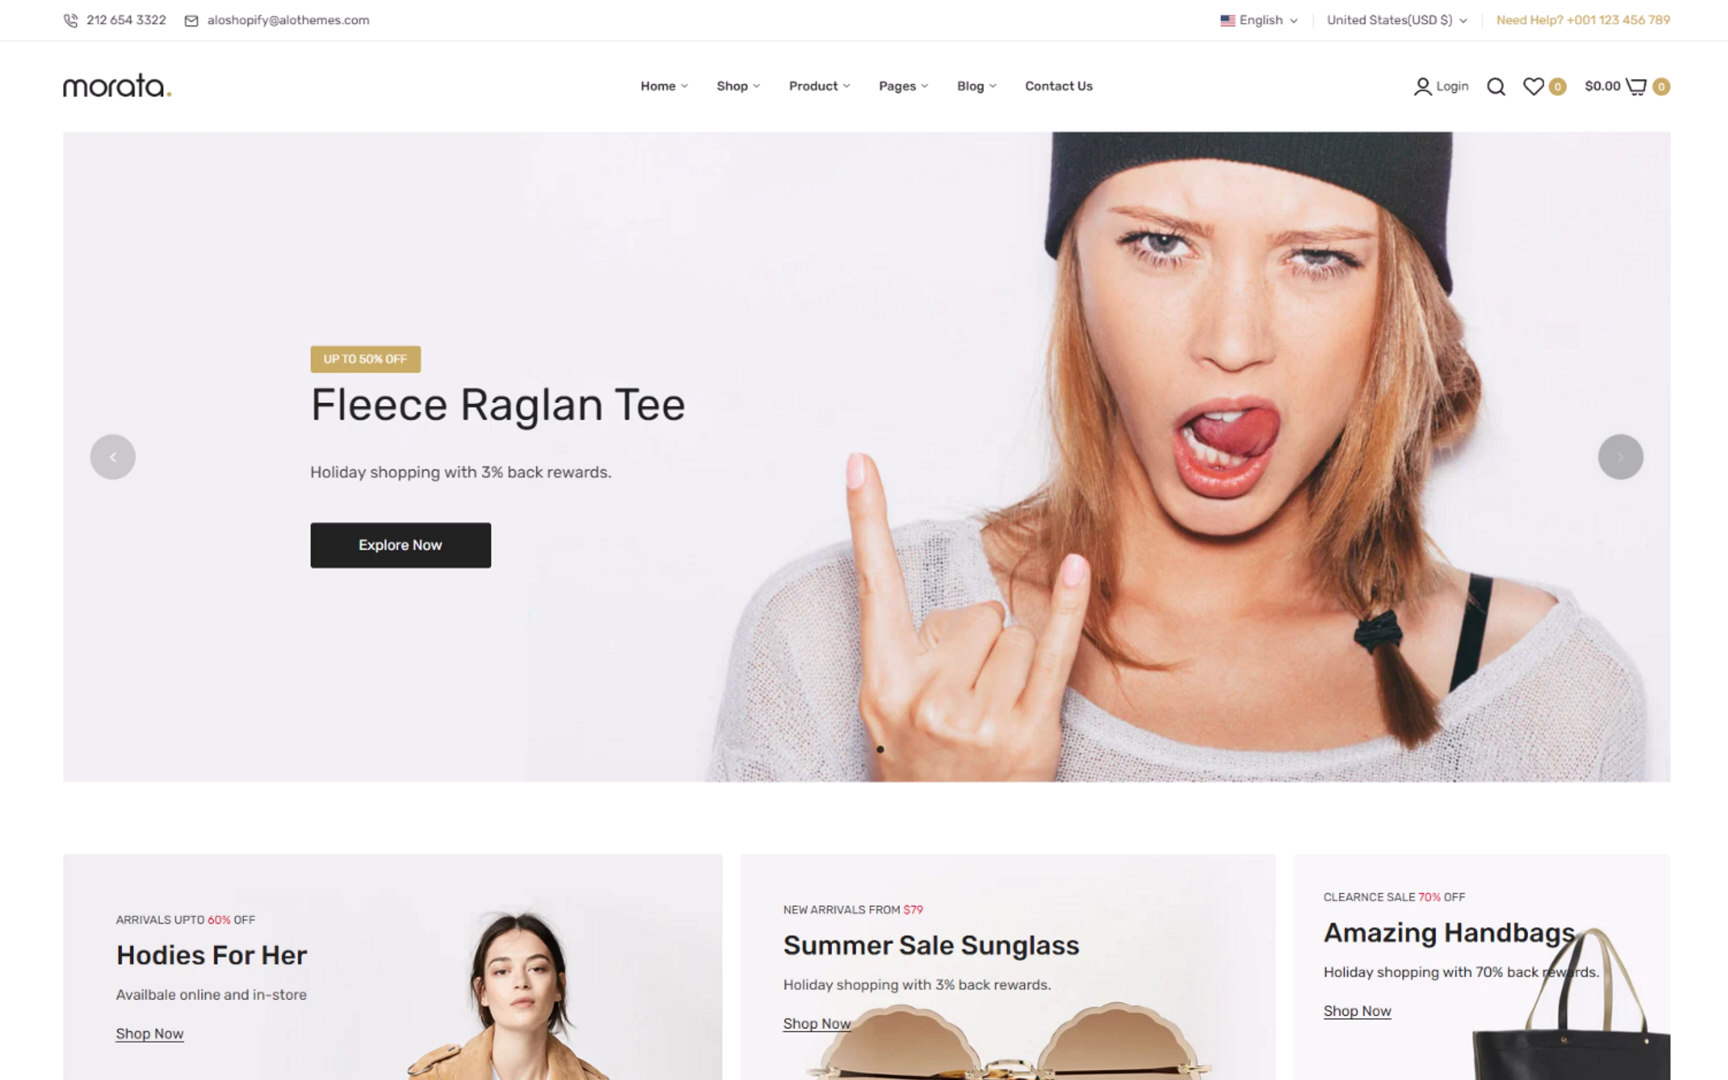 212 654 3322 aloshopify@alothemes.com English United States(USD $) Need Help? +001 123 456 789
morata. Home Shop Product Pages Blog Contact Us Login 0 $0.00 0
UP TO 50% OFF
Fleece Raglan Tee
Holiday shopping with 3% back rewards.
Explore Now
ARRIVALS UPTO 60% OFF
Hodies For Her
Availbale online and in-store
Shop Now
NEW ARRIVALS FROM $79
Summer Sale Sunglass
Holiday shopping with 3% back rewards.
Shop Now
CLEARNCE SALE 70% OFF
Amazing Handbags
Holiday shopping with 70% back rewards.
Shop Now